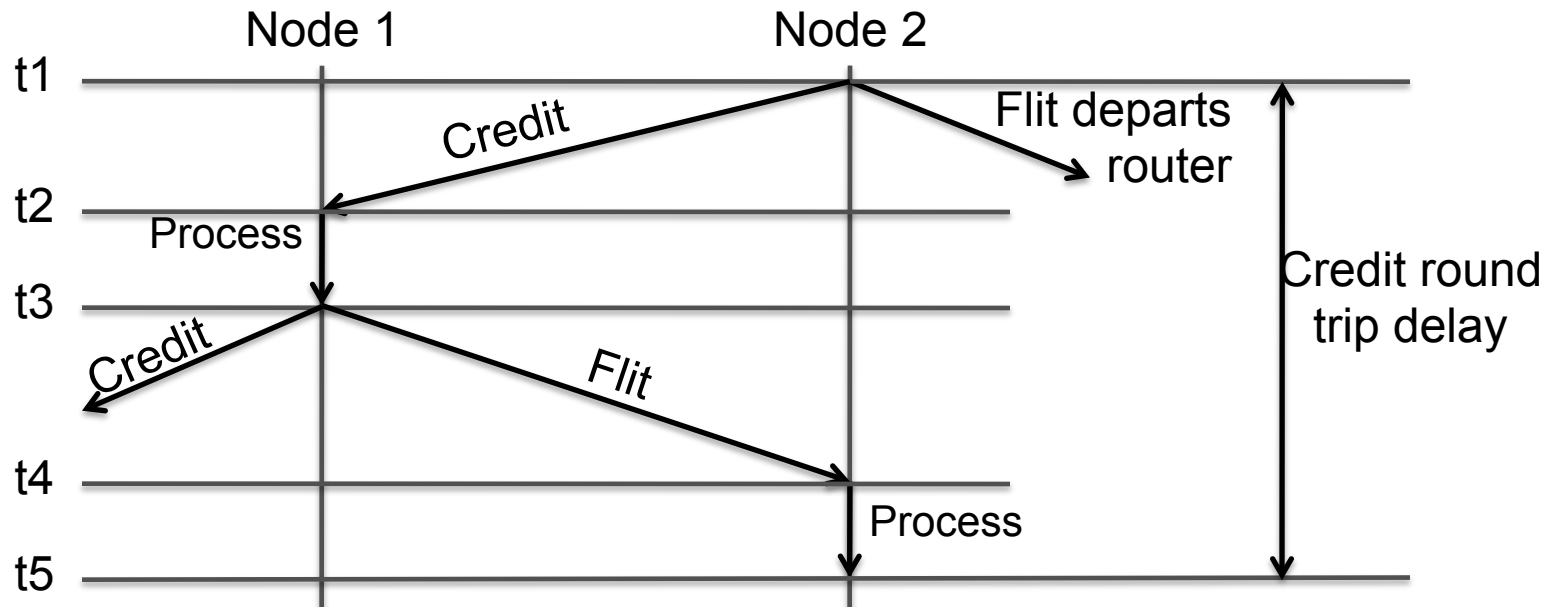 Node 1
Node 2
t1
Credit
Flit departs
router
t2
Process
Credit round
trip delay
t3
Credit
Flit
t4
Process
t5